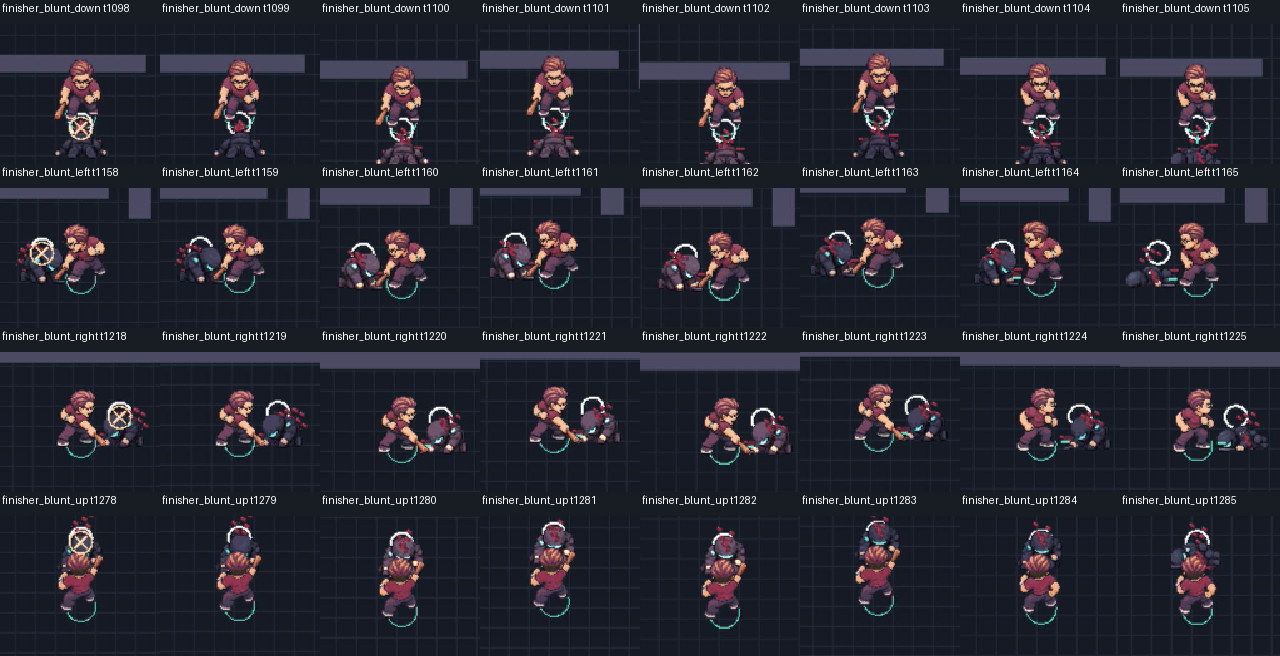 finisher_blunt_down t1098
finisher_blunt_down t1099
finisher_blunt_down t1100
finisher_blunt_down t1101
finisher_blunt_down t1102
finisher_blunt_down t1103
finisher_blunt_down t1104
finisher_blunt_down t1105
finisher_blunt_left t1158
finisher_blunt_left t1159
finisher_blunt_left t1160
finisher_blunt_left t1161
finisher_blunt_left t1162
finisher_blunt_left t1163
finisher_blunt_left t1164
finisher_blunt_left t1165
finisher_blunt_right t1218
finisher_blunt_right t1219
finisher_blunt_right t1220
finisher_blunt_right t1221
finisher_blunt_right t1222
finisher_blunt_right t1223
finisher_blunt_right t1224
finisher_blunt_right t1225
finisher_blunt_up t1278
finisher_blunt_up t1279
finisher_blunt_up t1280
finisher_blunt_up t1281
finisher_blunt_up t1282
finisher_blunt_up t1283
finisher_blunt_up t1284
finisher_blunt_up t1285